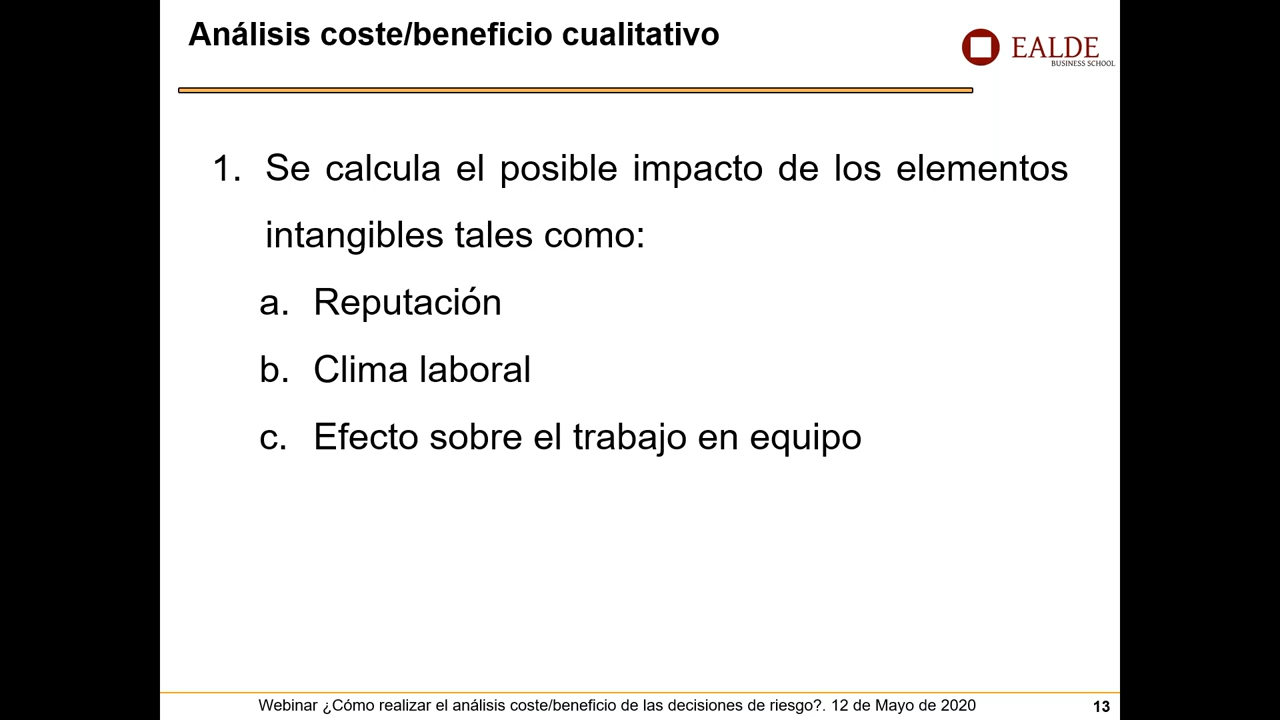 Análisis coste/beneficio cualitativo
EALDE
BUSINESS SCHOOL
1. Se calcula el posible impacto de los elementos
intangibles tales como:
a. Reputación
b. Clima laboral
c. Efecto sobre el trabajo en equipo
Webinar ¿Cómo realizar el análisis coste/beneficio de las decisiones de riesgo?. 12 de Mayo de 2020
13